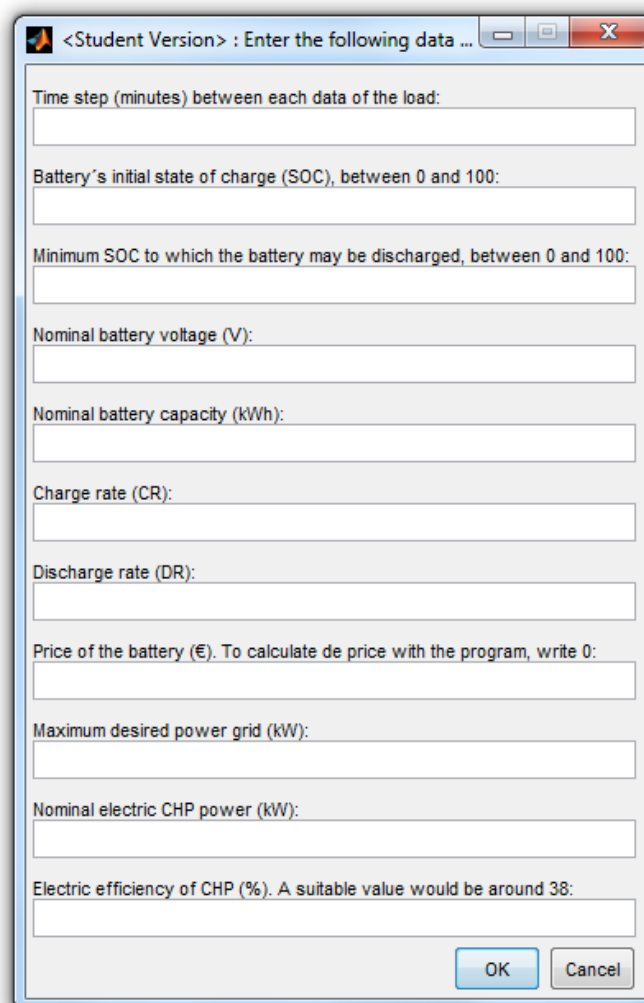 <Student Version> : Enter the following data ...
Time step (minutes) between each data of the load:
Battery´s initial state of charge (SOC), between 0 and 100:
Minimum SOC to which the battery may be discharged, between 0 and 100:
Nominal battery voltage (V):
Nominal battery capacity (kWh):
Charge rate (CR):
Discharge rate (DR):
Price of the battery (€). To calculate de price with the program, write 0:
Maximum desired power grid (kW):
Nominal electric CHP power (kW):
Electric efficiency of CHP (%). A suitable value would be around 38:
OK Cancel